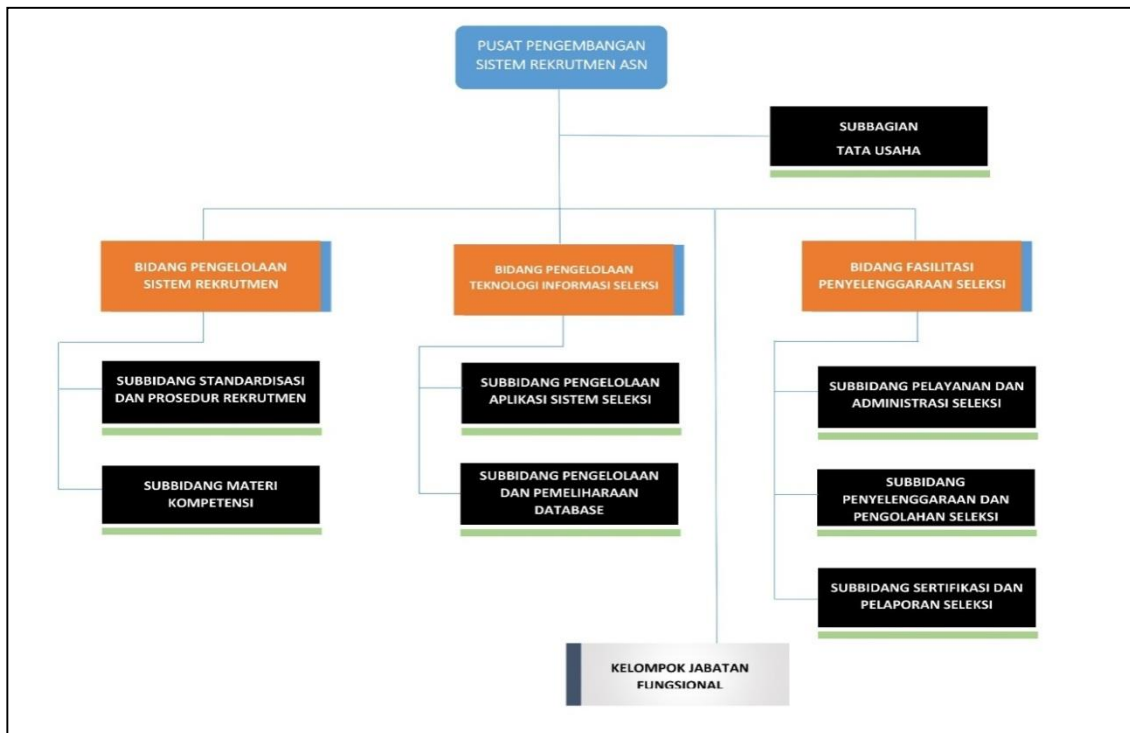 PUSAT PENGEMBANGAN
SISTEM REKRUTMEN ASN
SUBBAGIAN
TATA USAHA
BIDANG PENGELOLAAN
SISTEM REKRUTMEN
BIDANG PENGELOLAAN
TEKNOLOGI INFORMASI SELEKSI
BIDANG FASILITASI
PENYELENGGARAAN SELEKSI
SUBBIDANG STANDARDISASI
DAN PROSEDUR REKRUTMEN
SUBBIDANG PENGELOLAAN
APLIKASI SISTEM SELEKSI
SUBBIDANG PELAYANAN DAN
ADMINISTRASI SELEKSI
SUBBIDANG MATERI
KOMPETENSI
SUBBIDANG PENGELOLAAN
DAN PEMELIHARAAN
DATABASE
SUBBIDANG
PENYELENGGARAAN DAN
PENGOLAHAN SELEKSI
SUBBIDANG SERTIFIKASI DAN
PELAPORAN SELEKSI
KELOMPOK JABATAN
FUNGSIONAL